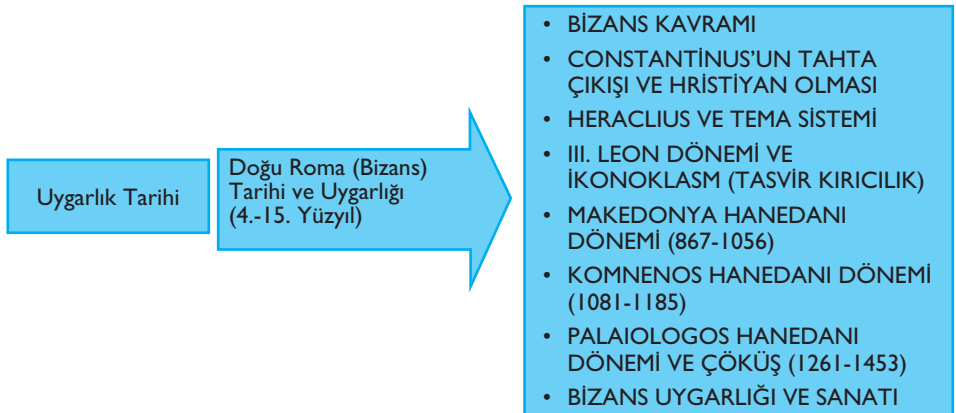 Uygarlık Tarihi
Doğu Roma (Bizans)
Tarihi ve Uygarlığı
(4.-15. Yüzyıl)
• BİZANS KAVRAMI
• CONSTANTİNUS'UN TAHTA
ÇIKIŞI VE HRİSTİYAN OLMASI
• HERACLIUS VE TEMA SİSTEMİ
• III. LEON DÖNEMİ VE
İKONOKLASM (TASVİR KIRICILIK)
• MAKEDONYA HANEDANI
DÖNEMİ (867-1056)
• KOMNENOS HANEDANI DÖNEMİ
(1081-1185)
• PALAIOLOGOS HANEDANI
DÖNEMİ VE ÇÖKÜŞ (1261-1453)
• BİZANS UYGARLIĞI VE SANATI